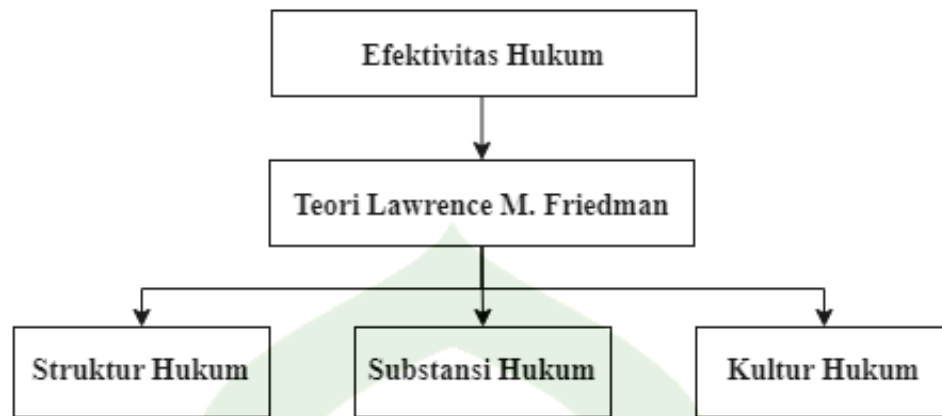 Efektivitas Hukum
Teori Lawrence M. Friedman
Struktur Hukum
Substansi Hukum
Kultur Hukum